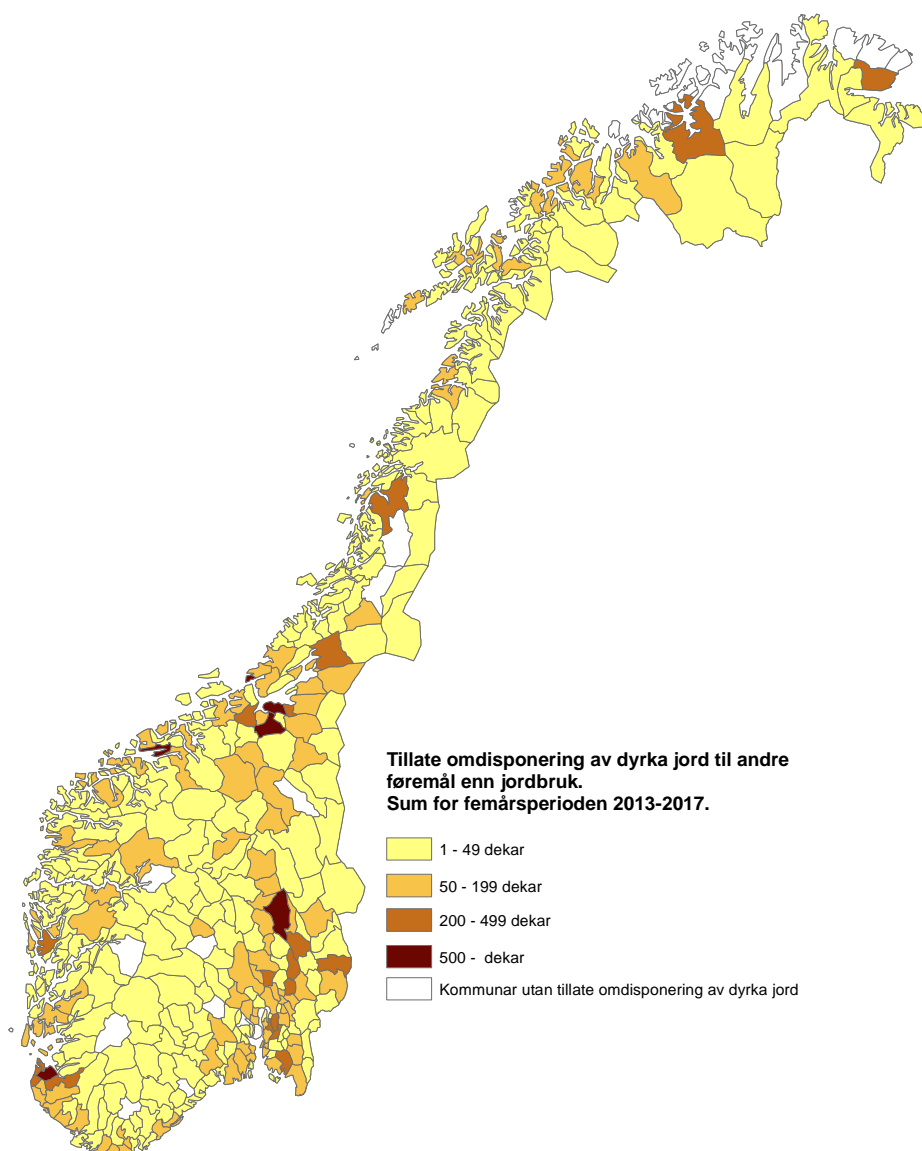 Tillate omdisponering av dyrka jord til andre
føremål enn jordbruk.
Sum for femårsperioden 2013-2017.
1 - 49 dekar
50 - 199 dekar
200 - 499 dekar
500 - dekar
Kommunar utan tillate omdisponering av dyrka jord